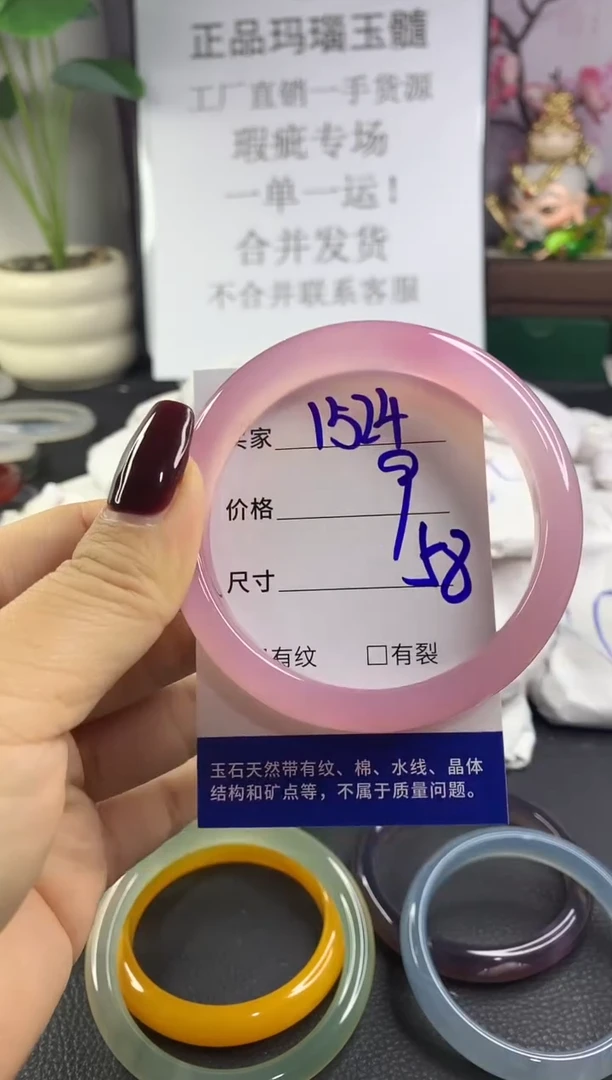 正品玛瑙玉髓
工厂直销一手货源
瑕疵专场
一单一运！
合并发货
不合并联系客服
家 1524
价格 9
尺寸 58
有纹 □有裂
玉石天然带有纹、棉、水线、晶体
结构和矿点等，不属于质量问题。